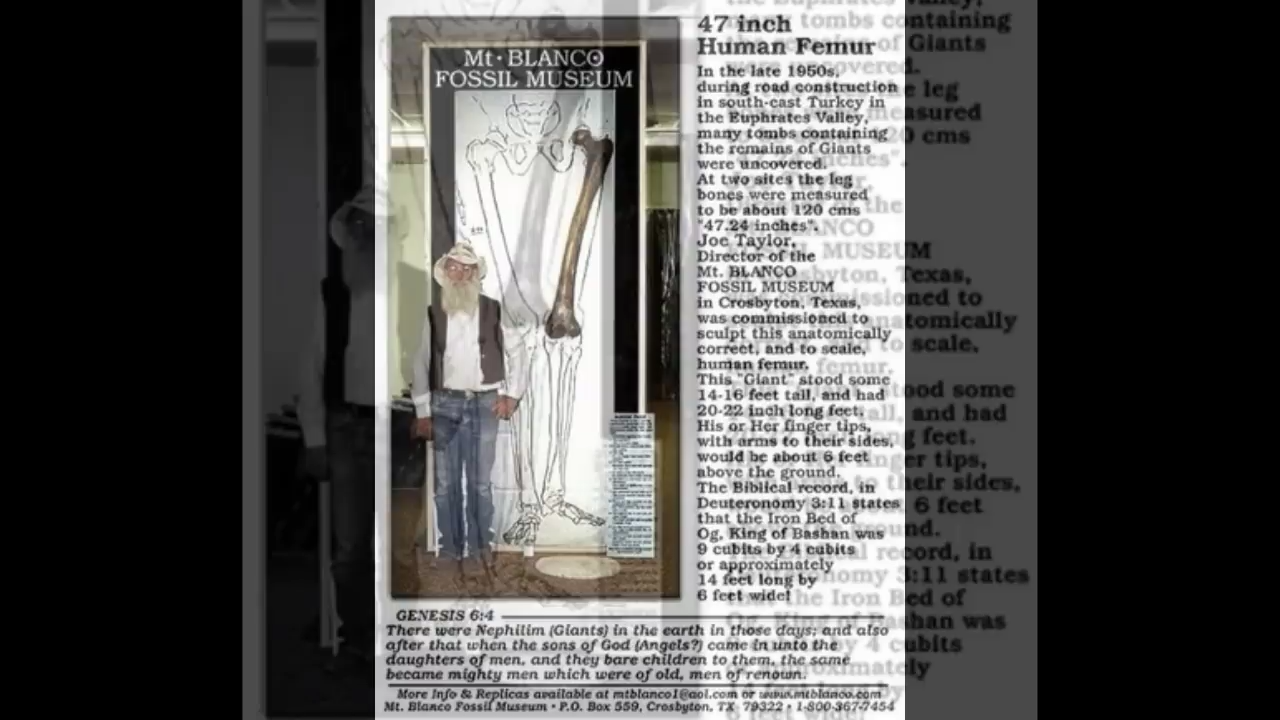 Mt·BLANCO
FOSSIL MUSEUM
47 inch
Human Femur
In the late 1950s,
during road construction
in south-east Turkey in
the Euphrates Valley,
many tombs containing
the remains of Giants
were uncovered.
At two sites the leg
bones were measured
to be about 120 cms
"47.24 inches".
Joe Taylor,
Director of the
Mt. BLANCO
FOSSIL MUSEUM
in Crosbyton, Texas,
was commissioned to
sculpt this anatomically
correct, and to scale,
human femur.
This "Giant" stood some
14-16 feet tall, and had
20-22 inch long feet.
His or Her finger tips,
with arms to their sides,
would be about 6 feet
above the ground.
The Biblical record, in
Deuteronomy 3:11 states
that the Iron Bed of
Og, King of Bashan was
9 cubits by 4 cubits
or approximately
14 feet long by
6 feet wide!
GENESIS 6:4
There were Nephilim (Giants) in the earth in those days; and also
after that when the sons of God (Angels?) came in unto the
daughters of men, and they bare children to them, the same
became mighty men which were of old, men of renown.
More Info & Replicas available at mtblanco1@aol.com or www.mtblanco.com
Mt. Blanco Fossil Museum · P.O. Box 559, Crosbyton, TX 79322 · 1-800-367-7454